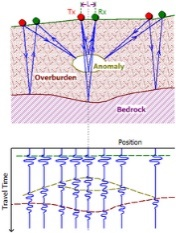 L
Tx
Rx
Anomaly
Overburden
Bedrock
Position
Travel Time